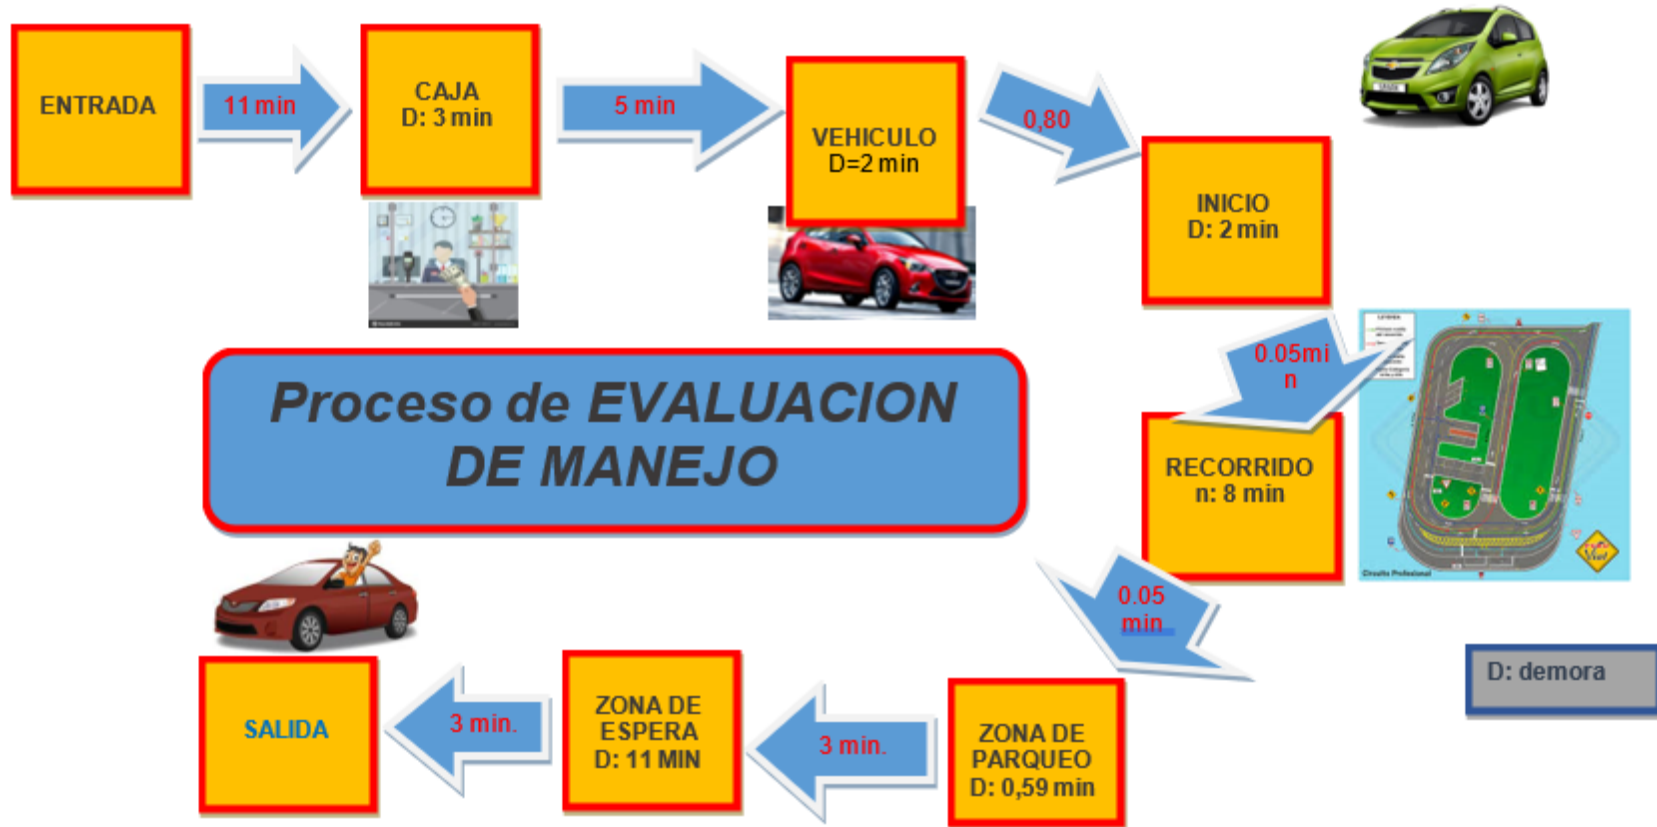 ENTRADA
11 min
CAJA
D: 3 min
5 min
VEHICULO
D=2 min
0,80
INICIO
D: 2 min
0.05mi
n
RECORRIDO
n: 8 min
Proceso de EVALUACION
DE MANEJO
0.05
min
ZONA DE
PARQUEO
D: 0,59 min
3 min.
ZONA DE
ESPERA
D: 11 MIN
3 min.
SALIDA
D: demora
Circuito Profesional